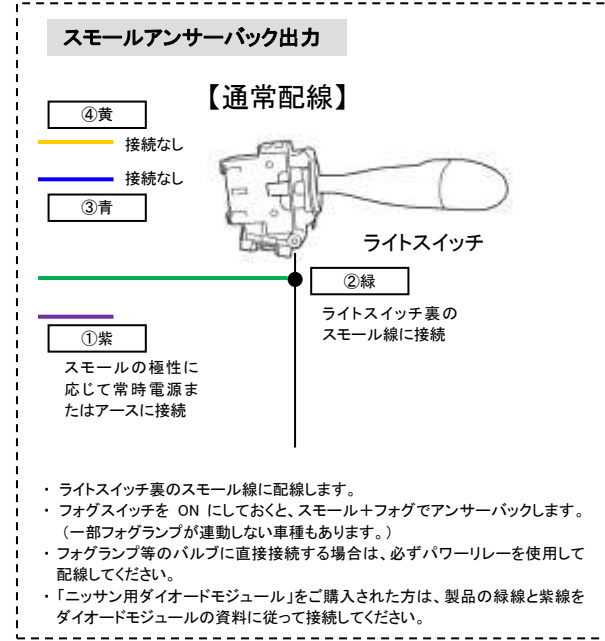 スモールアンサーバック出力
【通常配線】
④黄
接続なし
接続なし
③青
ライトスイッチ
②緑
ライトスイッチ裏の
スモール線に接続
①紫
スモールの極性に
応じて常時電源ま
たはアースに接続
・ ライトスイッチ裏のスモール線に配線します。
・ フォグスイッチを ON にしておくと、スモール＋フォグでアンサーバックします。
（一部フォグランプが連動しない車種もあります。）
・ フォグランプ等のバルブに直接接続する場合は、必ずパワーリレーを使用して
配線してください。
・ 「ニッサン用ダイオードモジュール」をご購入された方は、製品の緑線と紫線を
ダイオードモジュールの資料に従って接続してください。